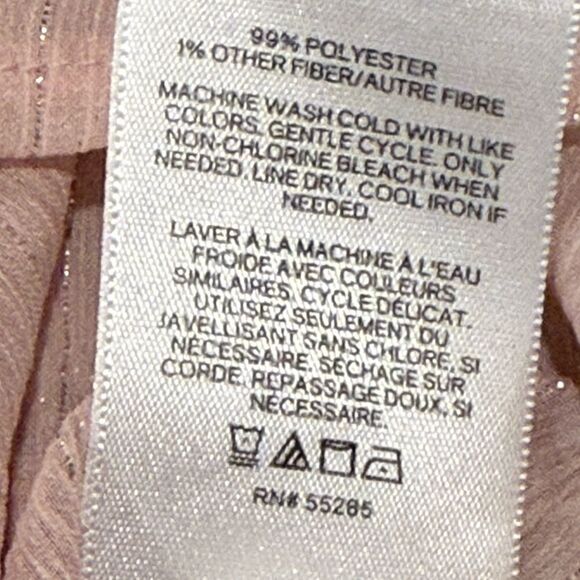 99% POLYESTER
1% OTHER FIBER/AUTRE FIBRE
MACHINE WASH COLD WITH LIKE
COLORS. GENTLE CYCLE. ONLY
NON-CHLORINE BLEACH WHEN
NEEDED. LINE DRY. COOL IRON IF
NEEDED.
LAVER À LA MACHINE À L'EAU
FROIDE AVEC COULEURS
SIMILAIRES. CYCLE DÉLICAT.
UTILISEZ SEULEMENT DU
JAVELLISANT SANS CHLORE, SI
NÉCESSAIRE. SÉCHAGE SUR
CORDE. REPASSAGE DOUX, SI
NÉCESSAIRE.
RN# 55285